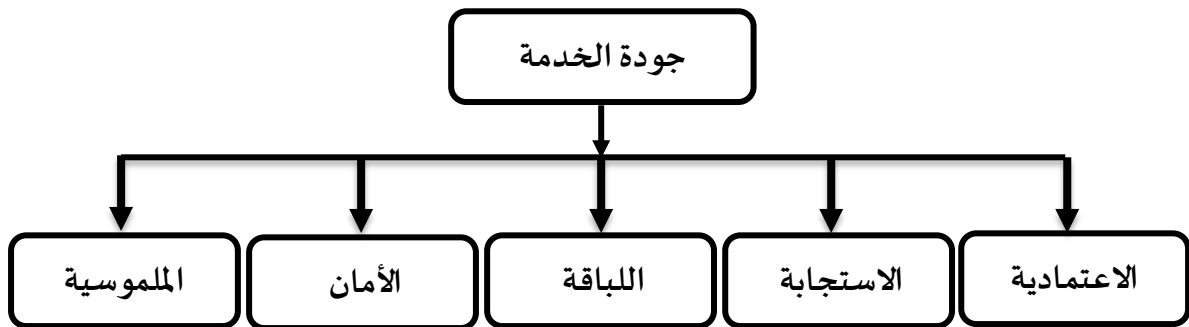 جودة الخدمة
الاعتمادية
الاستجابة
اللباقة
الأمان
الملموسية